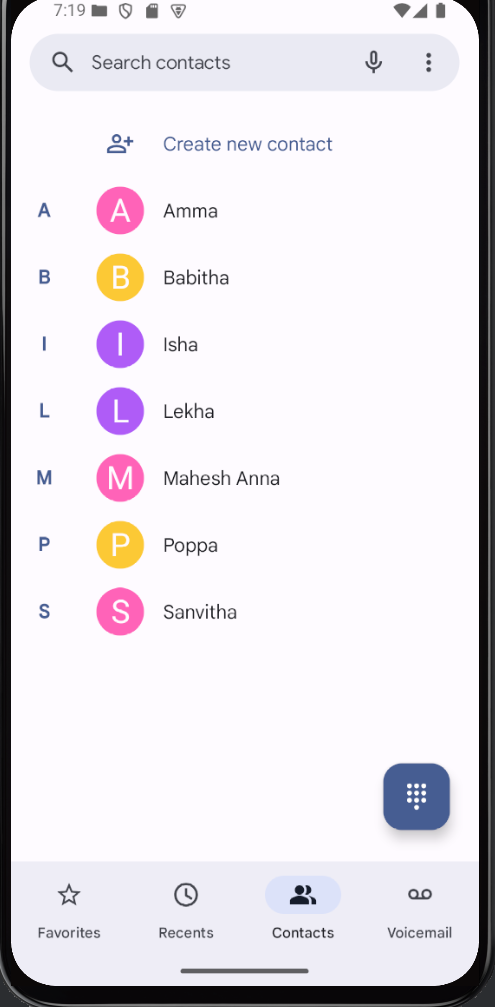 7:19
Search contacts
Create new contact
A A Amma
B B Babitha
I I Isha
L L Lekha
M M Mahesh Anna
P P Poppa
S S Sanvitha
Favorites Recents Contacts Voicemail